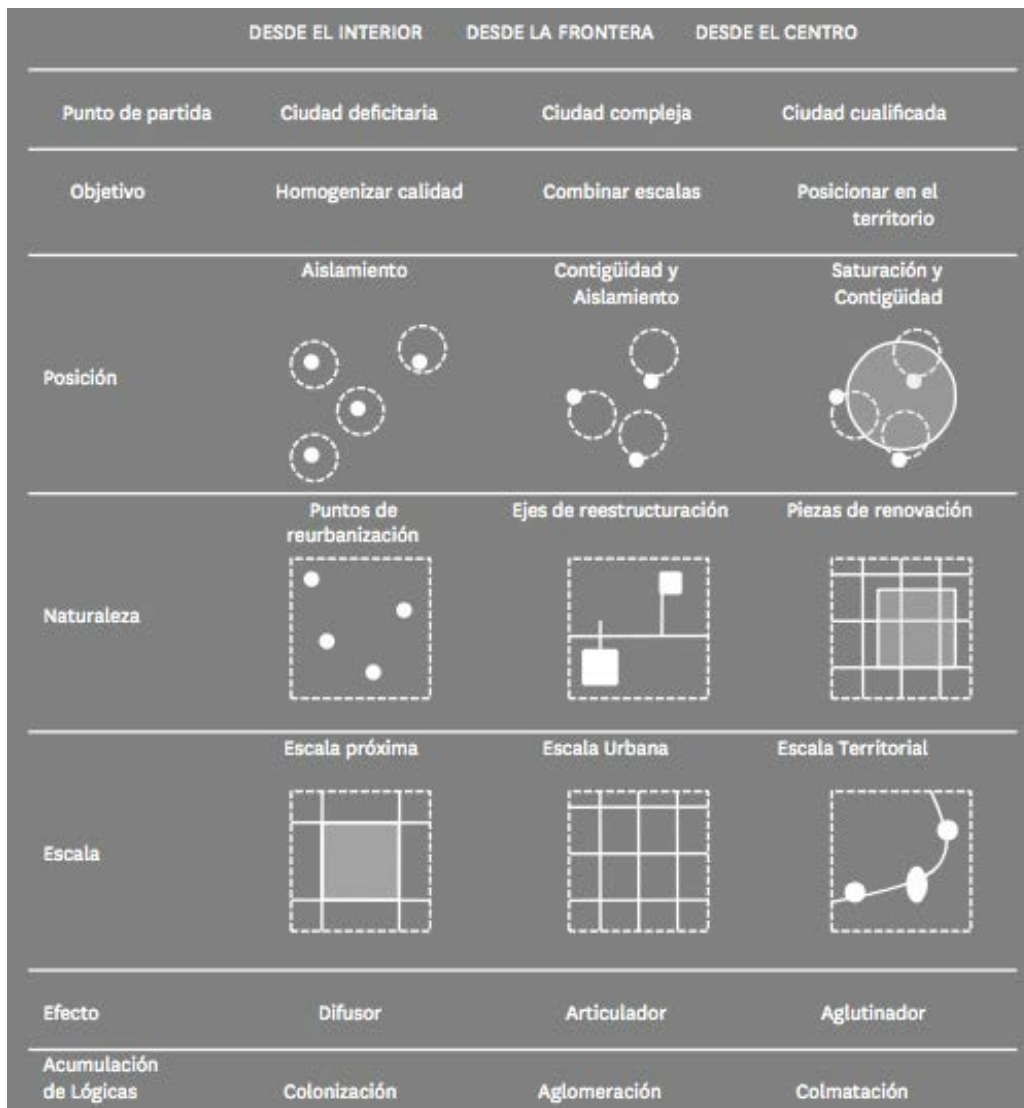 DESDE EL INTERIOR DESDE LA FRONTERA DESDE EL CENTRO
Punto de partida Ciudad deficitaria Ciudad compleja Ciudad cualificada
Objetivo Homogenizar calidad Combinar escalas Posicionar en el
territorio
Aislamiento Contigüidad y Saturación y
Aislamiento Contigüidad
Posición
Puntos de Ejes de reestructuración Piezas de renovación
reurbanización
Naturaleza
Escala próxima Escala Urbana Escala Territorial
Escala
Efecto Difusor Articulador Aglutinador
Acumulación
de Lógicas Colonización Aglomeración Colmatación